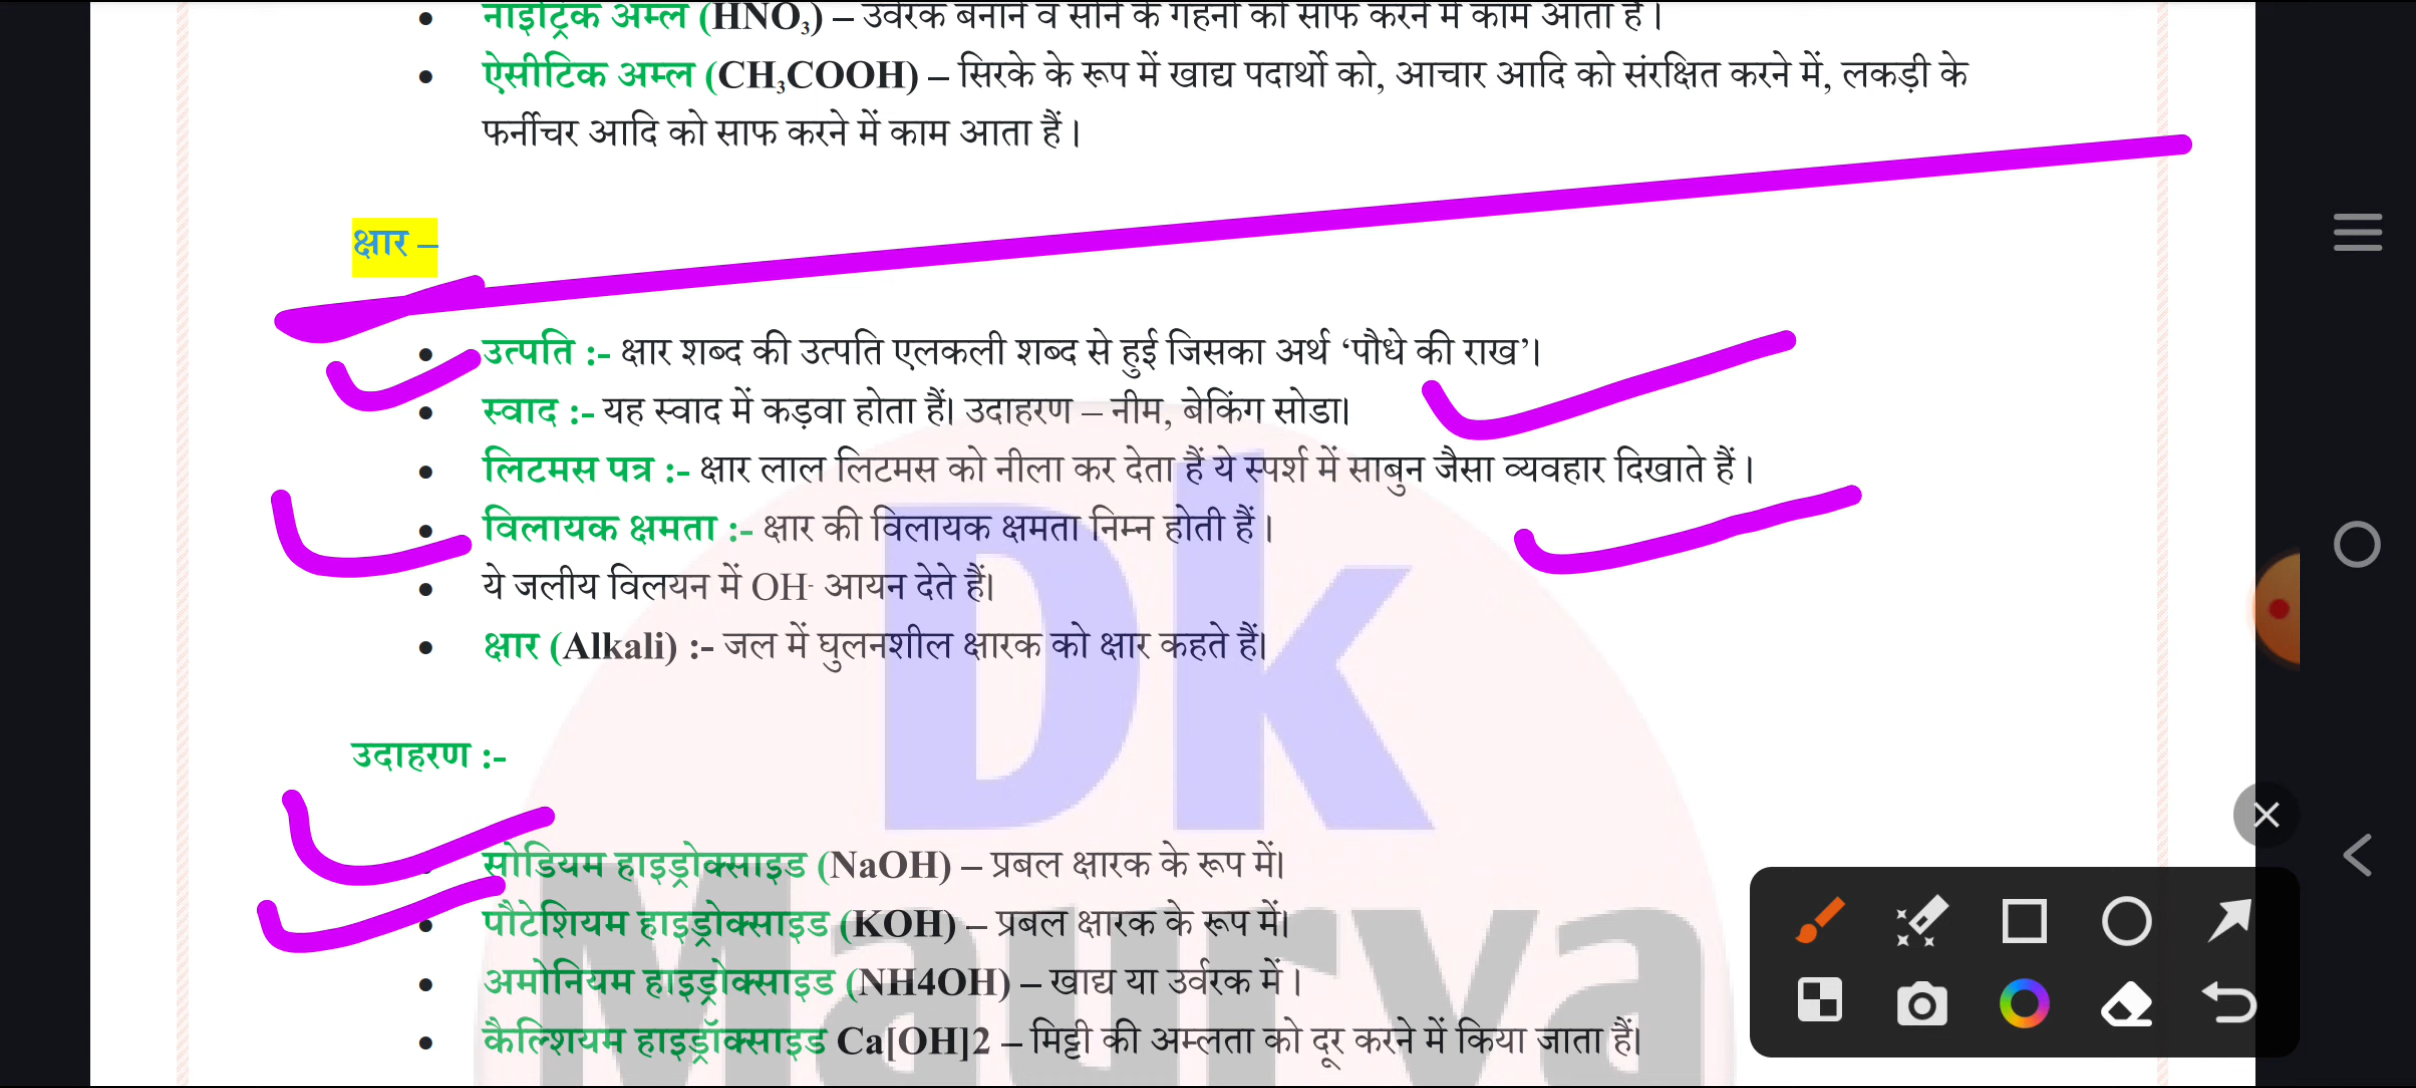 नाइट्रिक अम्ल (HNO₃) – उर्वरक बनाने व सोने के गहनों को साफ करने में काम आता हैं।
ऐसीटिक अम्ल (CH₃COOH) – सिरके के रूप में खाद्य पदार्थो को, आचार आदि को संरक्षित करने में, लकड़ी के
फर्नीचर आदि को साफ करने में काम आता हैं।
क्षार –
उत्पति :- क्षार शब्द की उत्पति एलकली शब्द से हुई जिसका अर्थ ‘पौधे की राख’।
स्वाद :- यह स्वाद में कड़वा होता हैं। उदाहरण – नीम, बेकिंग सोडा।
लिटमस पत्र :- क्षार लाल लिटमस को नीला कर देता हैं ये स्पर्श में साबुन जैसा व्यवहार दिखाते हैं।
विलायक क्षमता :- क्षार की विलायक क्षमता निम्न होती हैं।
ये जलीय विलयन में OH⁻ आयन देते हैं।
क्षार (Alkali) :- जल में घुलनशील क्षारक को क्षार कहते हैं।
उदाहरण :-
सोडियम हाइड्रोक्साइड (NaOH) – प्रबल क्षारक के रूप में।
पौटेशियम हाइड्रोक्साइड (KOH) – प्रबल क्षारक के रूप में।
अमोनियम हाइड्रोक्साइड (NH4OH) – खाद्य या उर्वरक में।
कैल्शियम हाइड्रॉक्साइड Ca[OH]2 – मिट्टी की अम्लता को दूर करने में किया जाता हैं।
Dk
Maurya